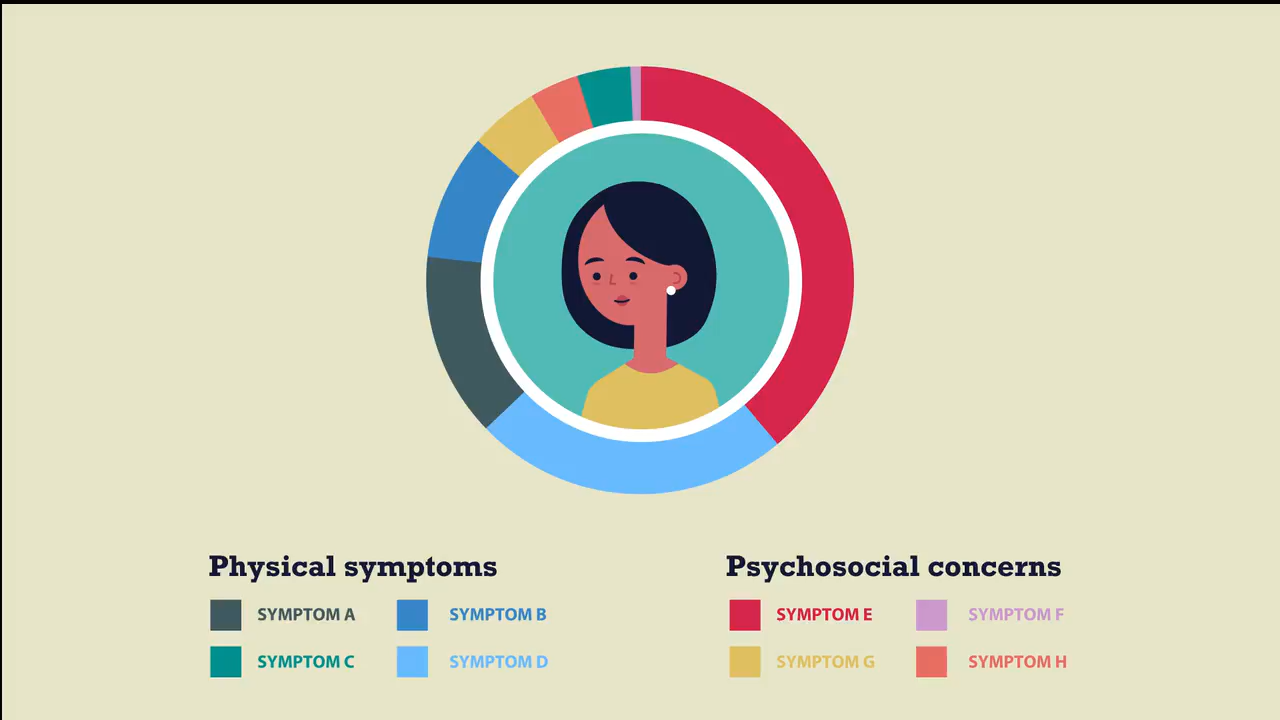 Physical symptoms
SYMPTOM A
SYMPTOM B
SYMPTOM C
SYMPTOM D
Psychosocial concerns
SYMPTOM E
SYMPTOM F
SYMPTOM G
SYMPTOM H